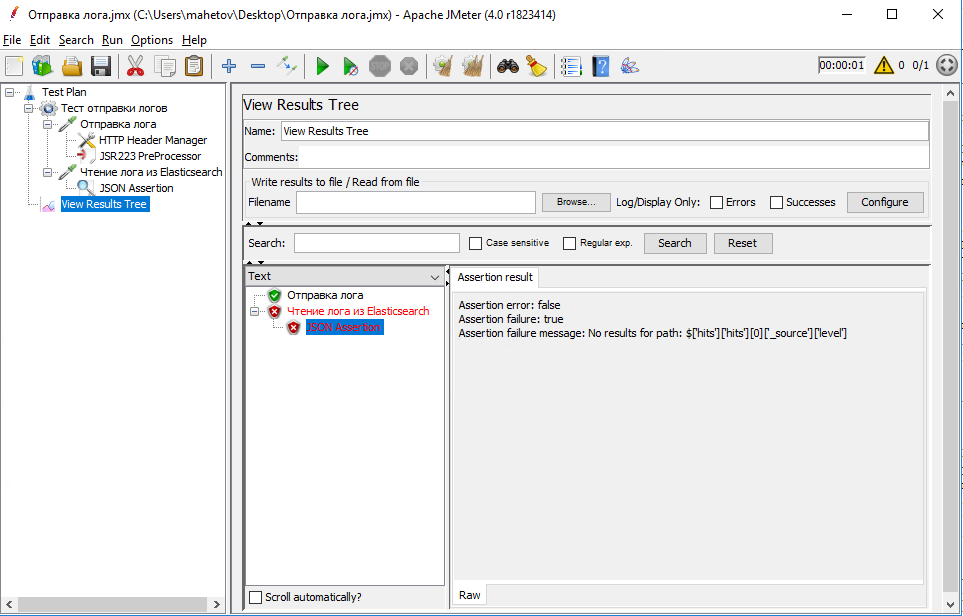 Отправка лога.jmx (C:\Users\mahetov\Desktop\Отправка лога.jmx) - Apache JMeter (4.0 r1823414)
File Edit Search Run Options Help
STOP
00:00:01 0 0/1
Test Plan
Тест отправки логов
Отправка лога
HTTP Header Manager
JSR223 PreProcessor
Чтение лога из Elasticsearch
JSON Assertion
View Results Tree
View Results Tree
Name: View Results Tree
Comments:
Write results to file / Read from file
Filename Browse... Log/Display Only: Errors Successes Configure
Search: Case sensitive Regular exp. Search Reset
Text
Отправка лога
Чтение лога из Elasticsearch
JSON Assertion
Scroll automatically?
Assertion result
Assertion error: false
Assertion failure: true
Assertion failure message: No results for path: $['hits']['hits'][0]['_source']['level']
Raw